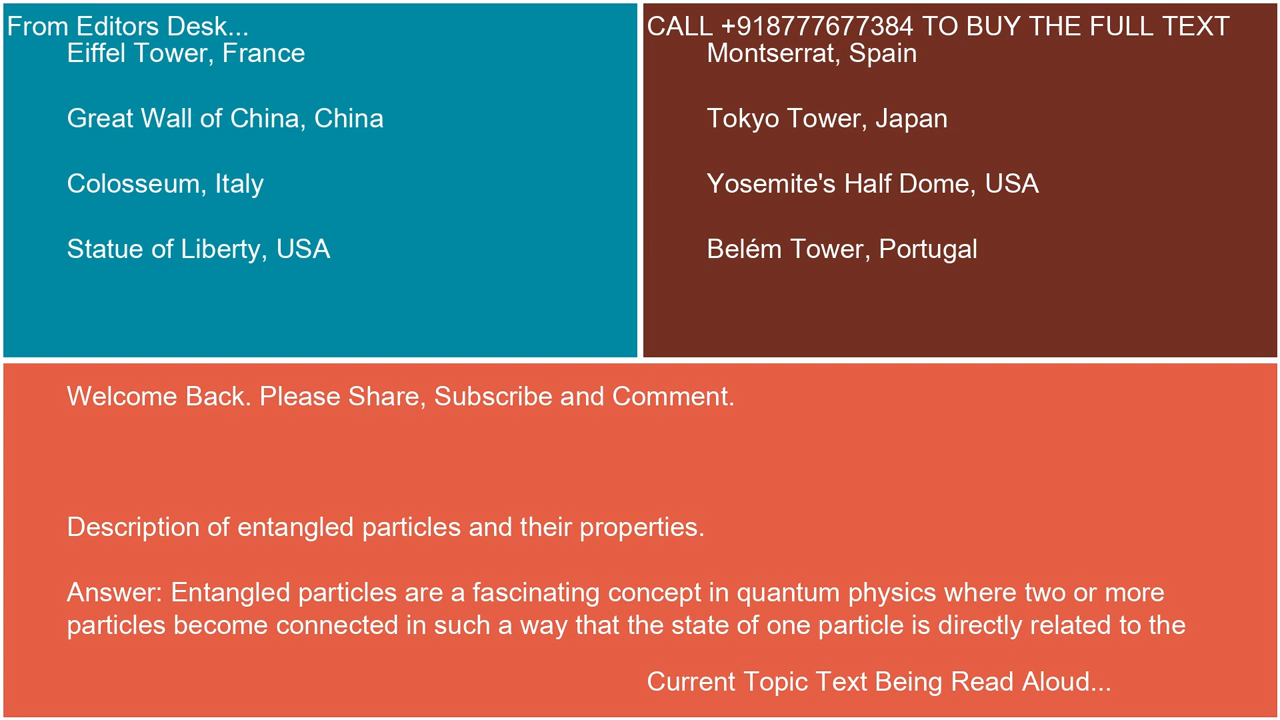 From Editors Desk...
Eiffel Tower, France
Great Wall of China, China
Colosseum, Italy
Statue of Liberty, USA
CALL +918777677384 TO BUY THE FULL TEXT
Montserrat, Spain
Tokyo Tower, Japan
Yosemite's Half Dome, USA
Belém Tower, Portugal
Welcome Back. Please Share, Subscribe and Comment.
Description of entangled particles and their properties.
Answer: Entangled particles are a fascinating concept in quantum physics where two or more
particles become connected in such a way that the state of one particle is directly related to the
Current Topic Text Being Read Aloud...